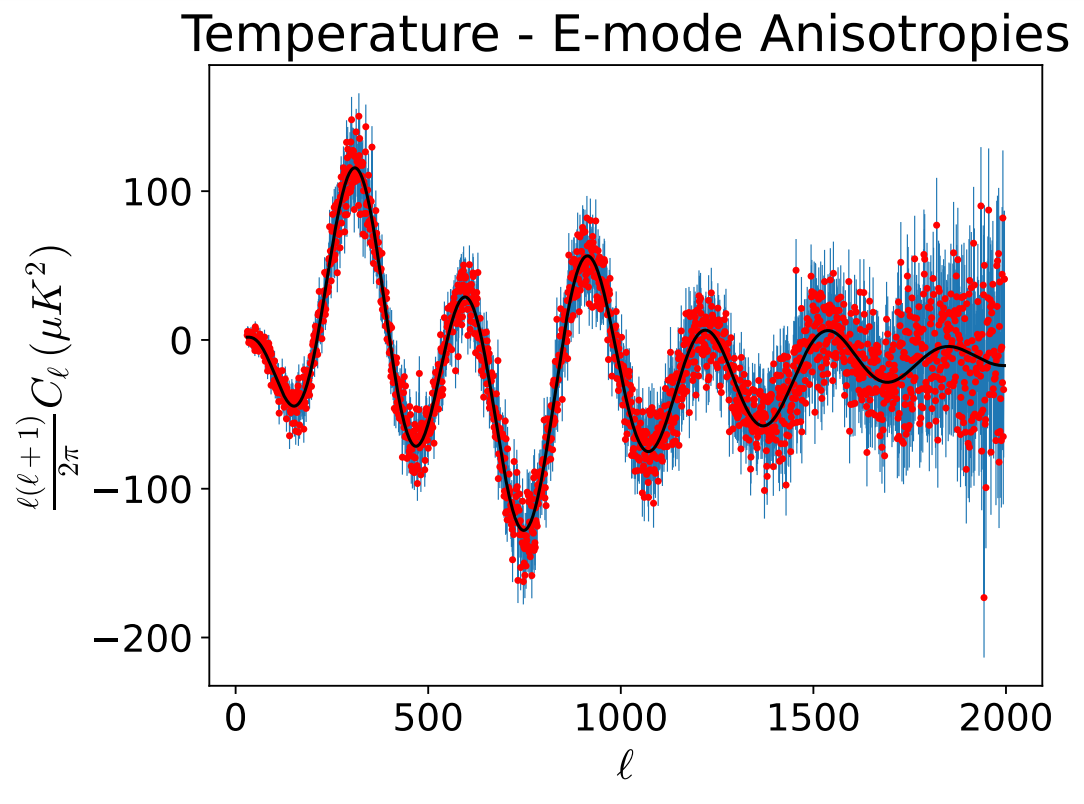 Temperature - E-mode Anisotropies
100
0
−100
−200
ℓ(ℓ+1)/2π Cℓ (μK²)
0 500 1000 1500 2000
ℓ